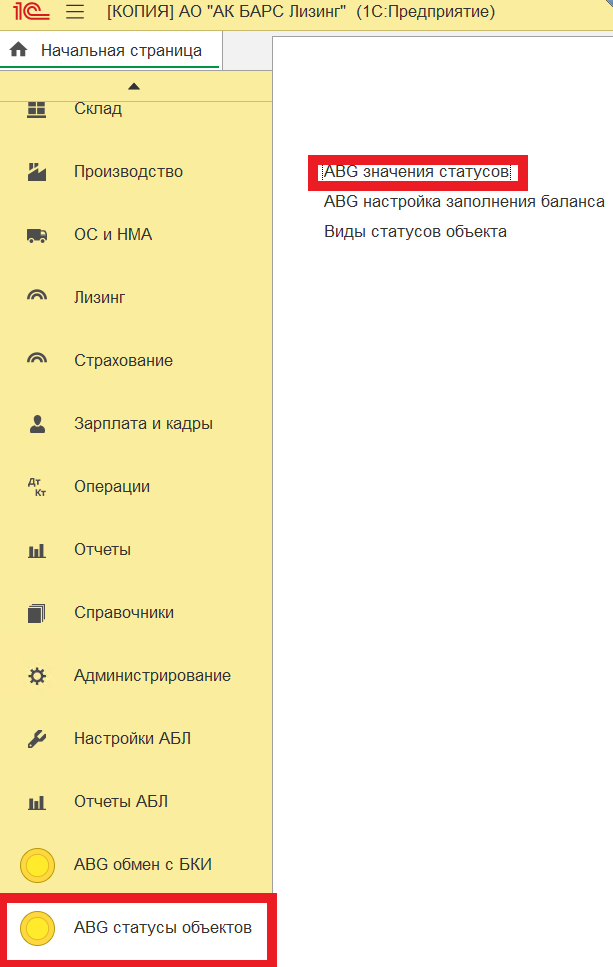 1С [КОПИЯ] АО "АК БАРС Лизинг" (1С:Предприятие)
Начальная страница
Склад
Производство
ОС и НМА
Лизинг
Страхование
Зарплата и кадры
Дт
Кт
Операции
Отчеты
Справочники
Администрирование
Настройки АБЛ
Отчеты АБЛ
ABG обмен с БКИ
ABG статусы объектов
ABG значения статусов
ABG настройка заполнения баланса
Виды статусов объекта